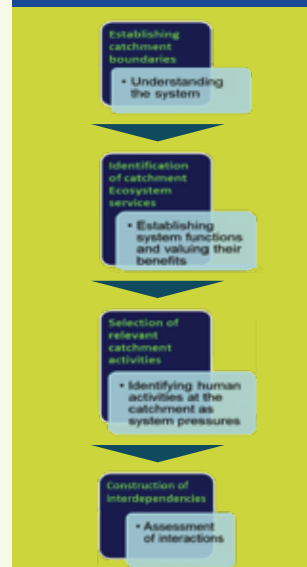 Establishing
catchment
boundaries
• Understanding
the system
Identification
of catchment
Ecosystem
services
• Establishing
system functions
and valuing their
benefits
Selection of
relevant
catchment
activities
• Identifying human
activities at the
catchment as
system pressures
Construction of
interdependencies
• Assessment
of interactions